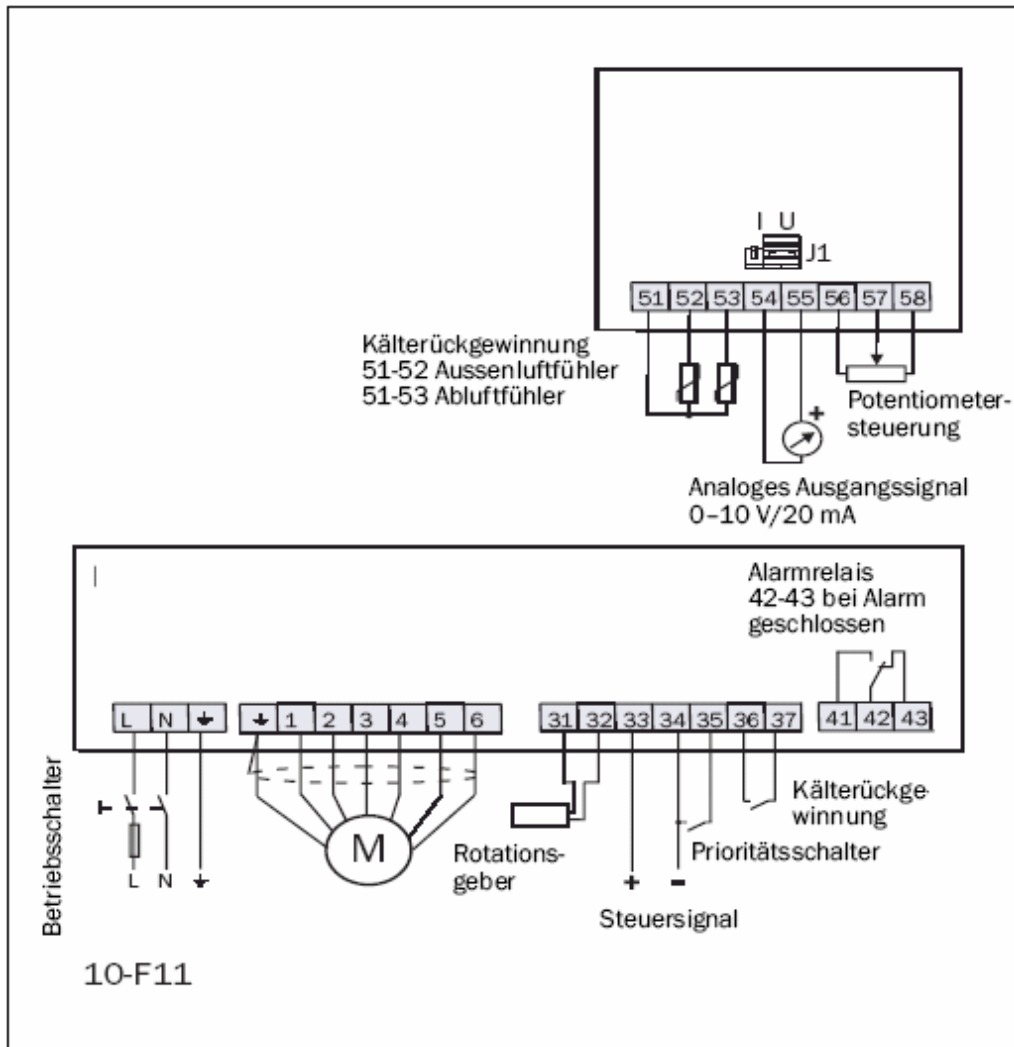 I U
J1
51 52 53 54 55 56 57 58
Kälterückgewinnung
51-52 Aussenluftfühler
51-53 Abluftfühler
+
Potentiometer-
steuerung
Analoges Ausgangssignal
0–10 V/20 mA
Alarmrelais
42-43 bei Alarm
geschlossen
L N 1 2 3 4 5 6 31 32 33 34 35 36 37 41 42 43
Betriebsschalter
L N
M
Rotations-
geber
+ -
Steuersignal
Prioritätsschalter
Kälterückge-
winnung
10-F11